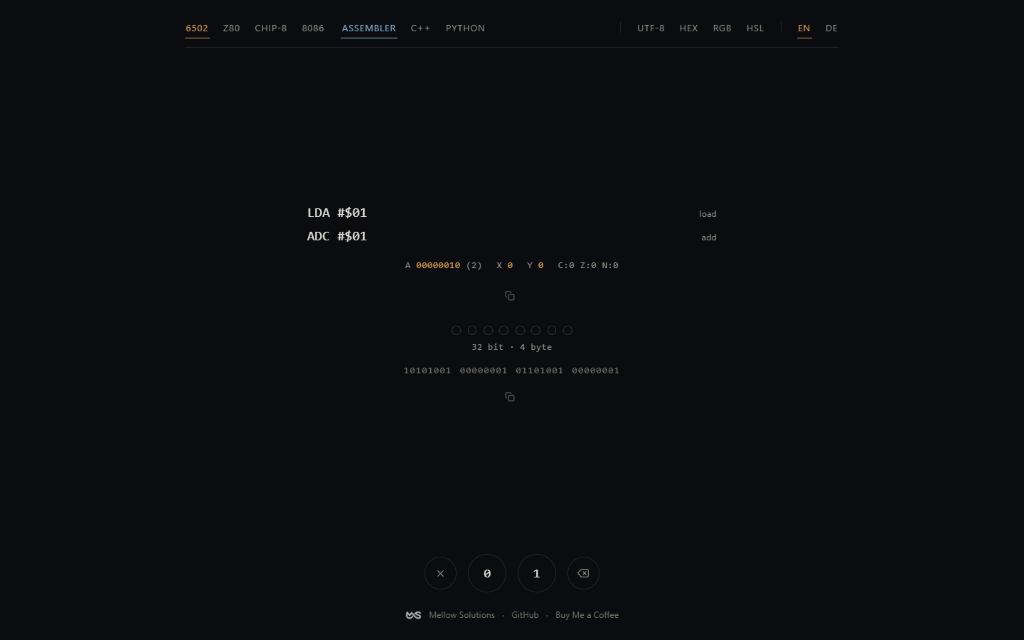 6502 Z80 CHIP-8 8086 ASSEMBLER C++ PYTHON UTF-8 HEX RGB HSL EN DE
LDA #$01 load
ADC #$01 add
A 00000010 (2) X 0 Y 0 C:0 Z:0 N:0
32 bit · 4 byte
10101001 00000001 01101001 00000001
0 1
Mellow Solutions · GitHub · Buy Me a Coffee